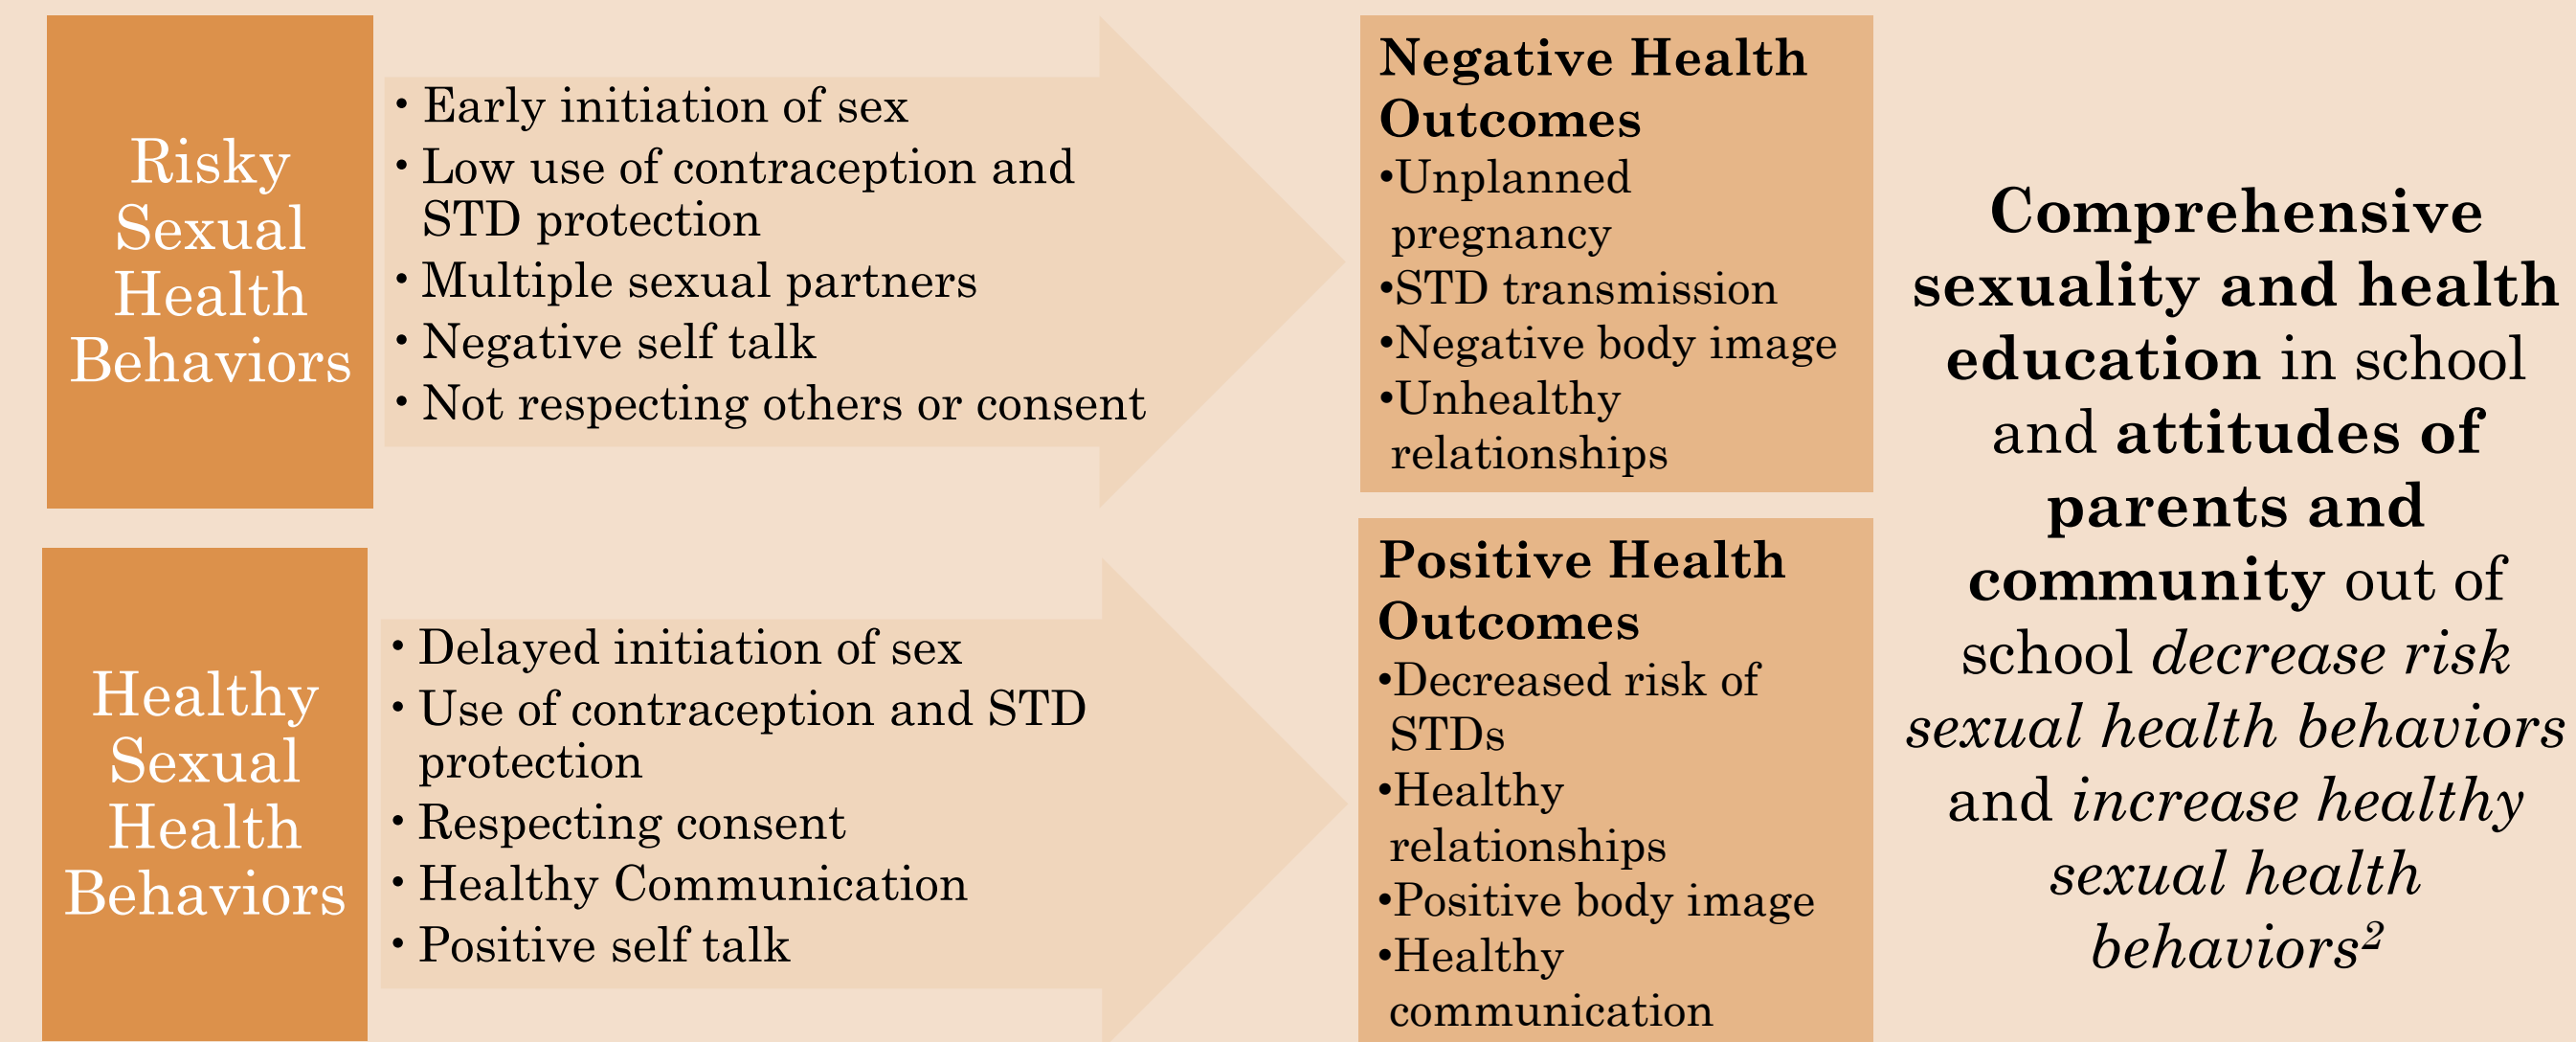 Risky
Sexual
Health
Behaviors
• Early initiation of sex
• Low use of contraception and
STD protection
• Multiple sexual partners
• Negative self talk
• Not respecting others or consent
Negative Health
Outcomes
•Unplanned
pregnancy
•STD transmission
•Negative body image
•Unhealthy
relationships
Healthy
Sexual
Health
Behaviors
• Delayed initiation of sex
• Use of contraception and STD
protection
• Respecting consent
• Healthy Communication
• Positive self talk
Positive Health
Outcomes
•Decreased risk of
STDs
•Healthy
relationships
•Positive body image
•Healthy
communication
Comprehensive
sexuality and health
education in school
and attitudes of
parents and
community out of
school decrease risk
sexual health behaviors
and increase healthy
sexual health
behaviors²